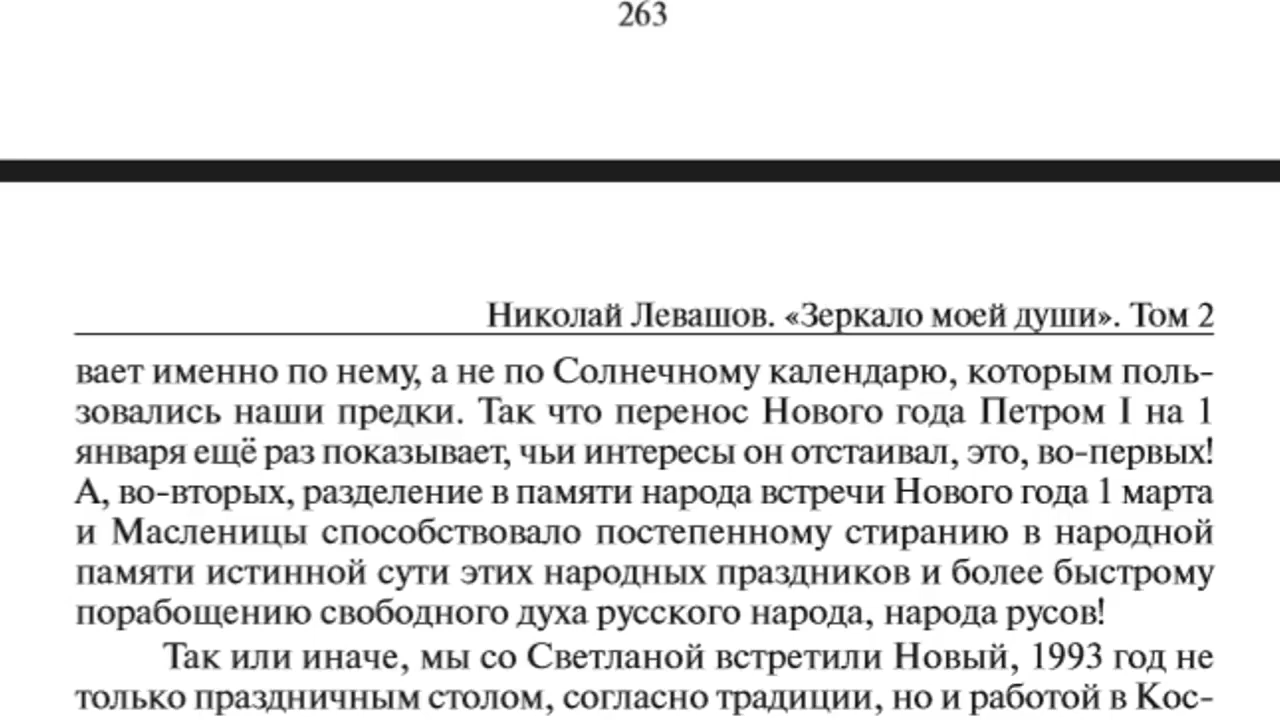 263
Николай Левашов. «Зеркало моей души». Том 2
вает именно по нему, а не по Солнечному календарю, которым поль-
зовались наши предки. Так что перенос Нового года Петром I на 1
января ещё раз показывает, чьи интересы он отстаивал, это, во-первых!
А, во-вторых, разделение в памяти народа встречи Нового года 1 марта
и Масленицы способствовало постепенному стиранию в народной
памяти истинной сути этих народных праздников и более быстрому
порабощению свободного духа русского народа, народа русов!
Так или иначе, мы со Светланой встретили Новый, 1993 год не
только праздничным столом, согласно традиции, но и работой в Кос-